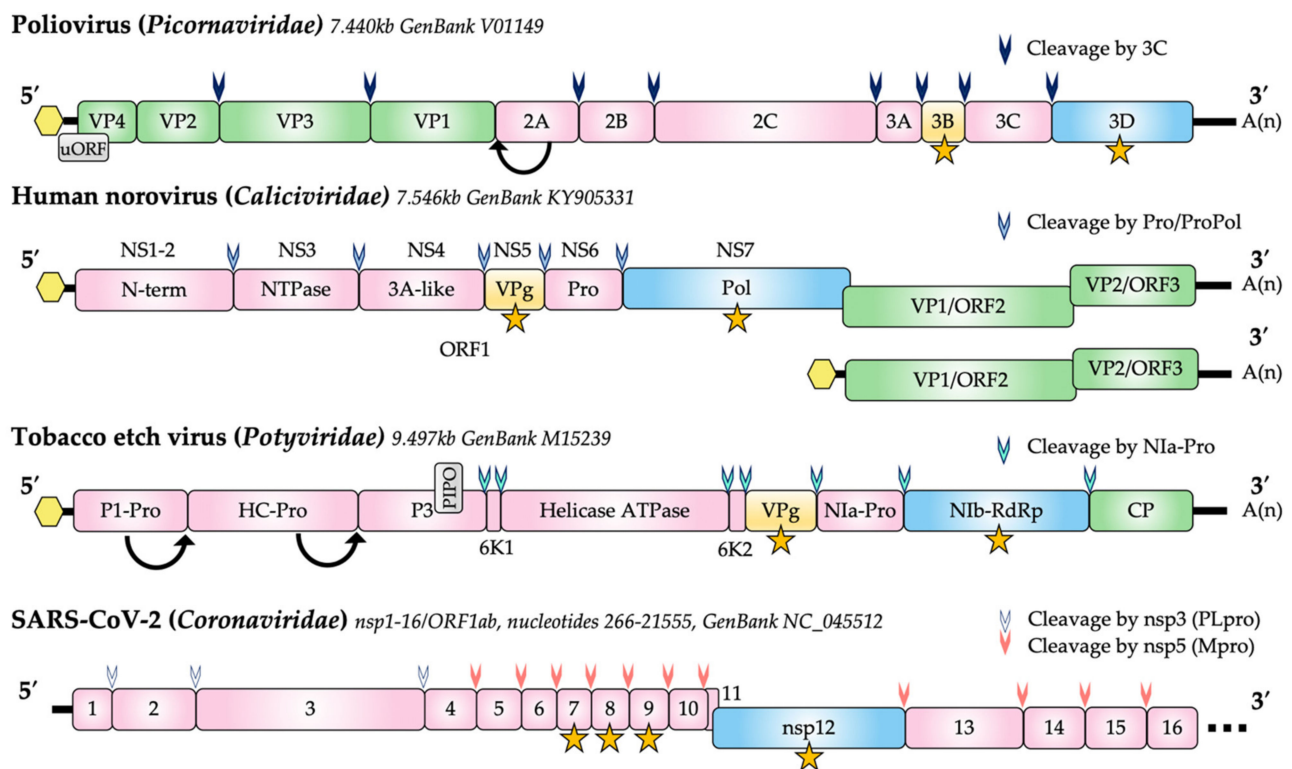 Poliovirus (Picornaviridae) 7.440kb GenBank V01149
Cleavage by 3C
5′ 3′
VP4 VP2 VP3 VP1 2A 2B 2C 3A 3B 3C 3D A(n)
uORF
Human norovirus (Caliciviridae) 7.546kb GenBank KY905331
Cleavage by Pro/ProPol
NS1-2 NS3 NS4 NS5 NS6 NS7
5′ 3′
N-term NTPase 3A-like VPg Pro Pol VP1/ORF2 VP2/ORF3 A(n)
ORF1
3′
VP1/ORF2 VP2/ORF3 A(n)
Tobacco etch virus (Potyviridae) 9.497kb GenBank M15239
Cleavage by NIa-Pro
5′ 3′
P1-Pro HC-Pro P3 PIPO Helicase ATPase VPg NIa-Pro NIb-RdRp CP A(n)
6K1 6K2
SARS-CoV-2 (Coronaviridae) nsp1-16/ORF1ab, nucleotides 266-21555, GenBank NC_045512
Cleavage by nsp3 (PLpro)
Cleavage by nsp5 (Mpro)
5′ 3′
1 2 3 4 5 6 7 8 9 10 11
nsp12 13 14 15 16